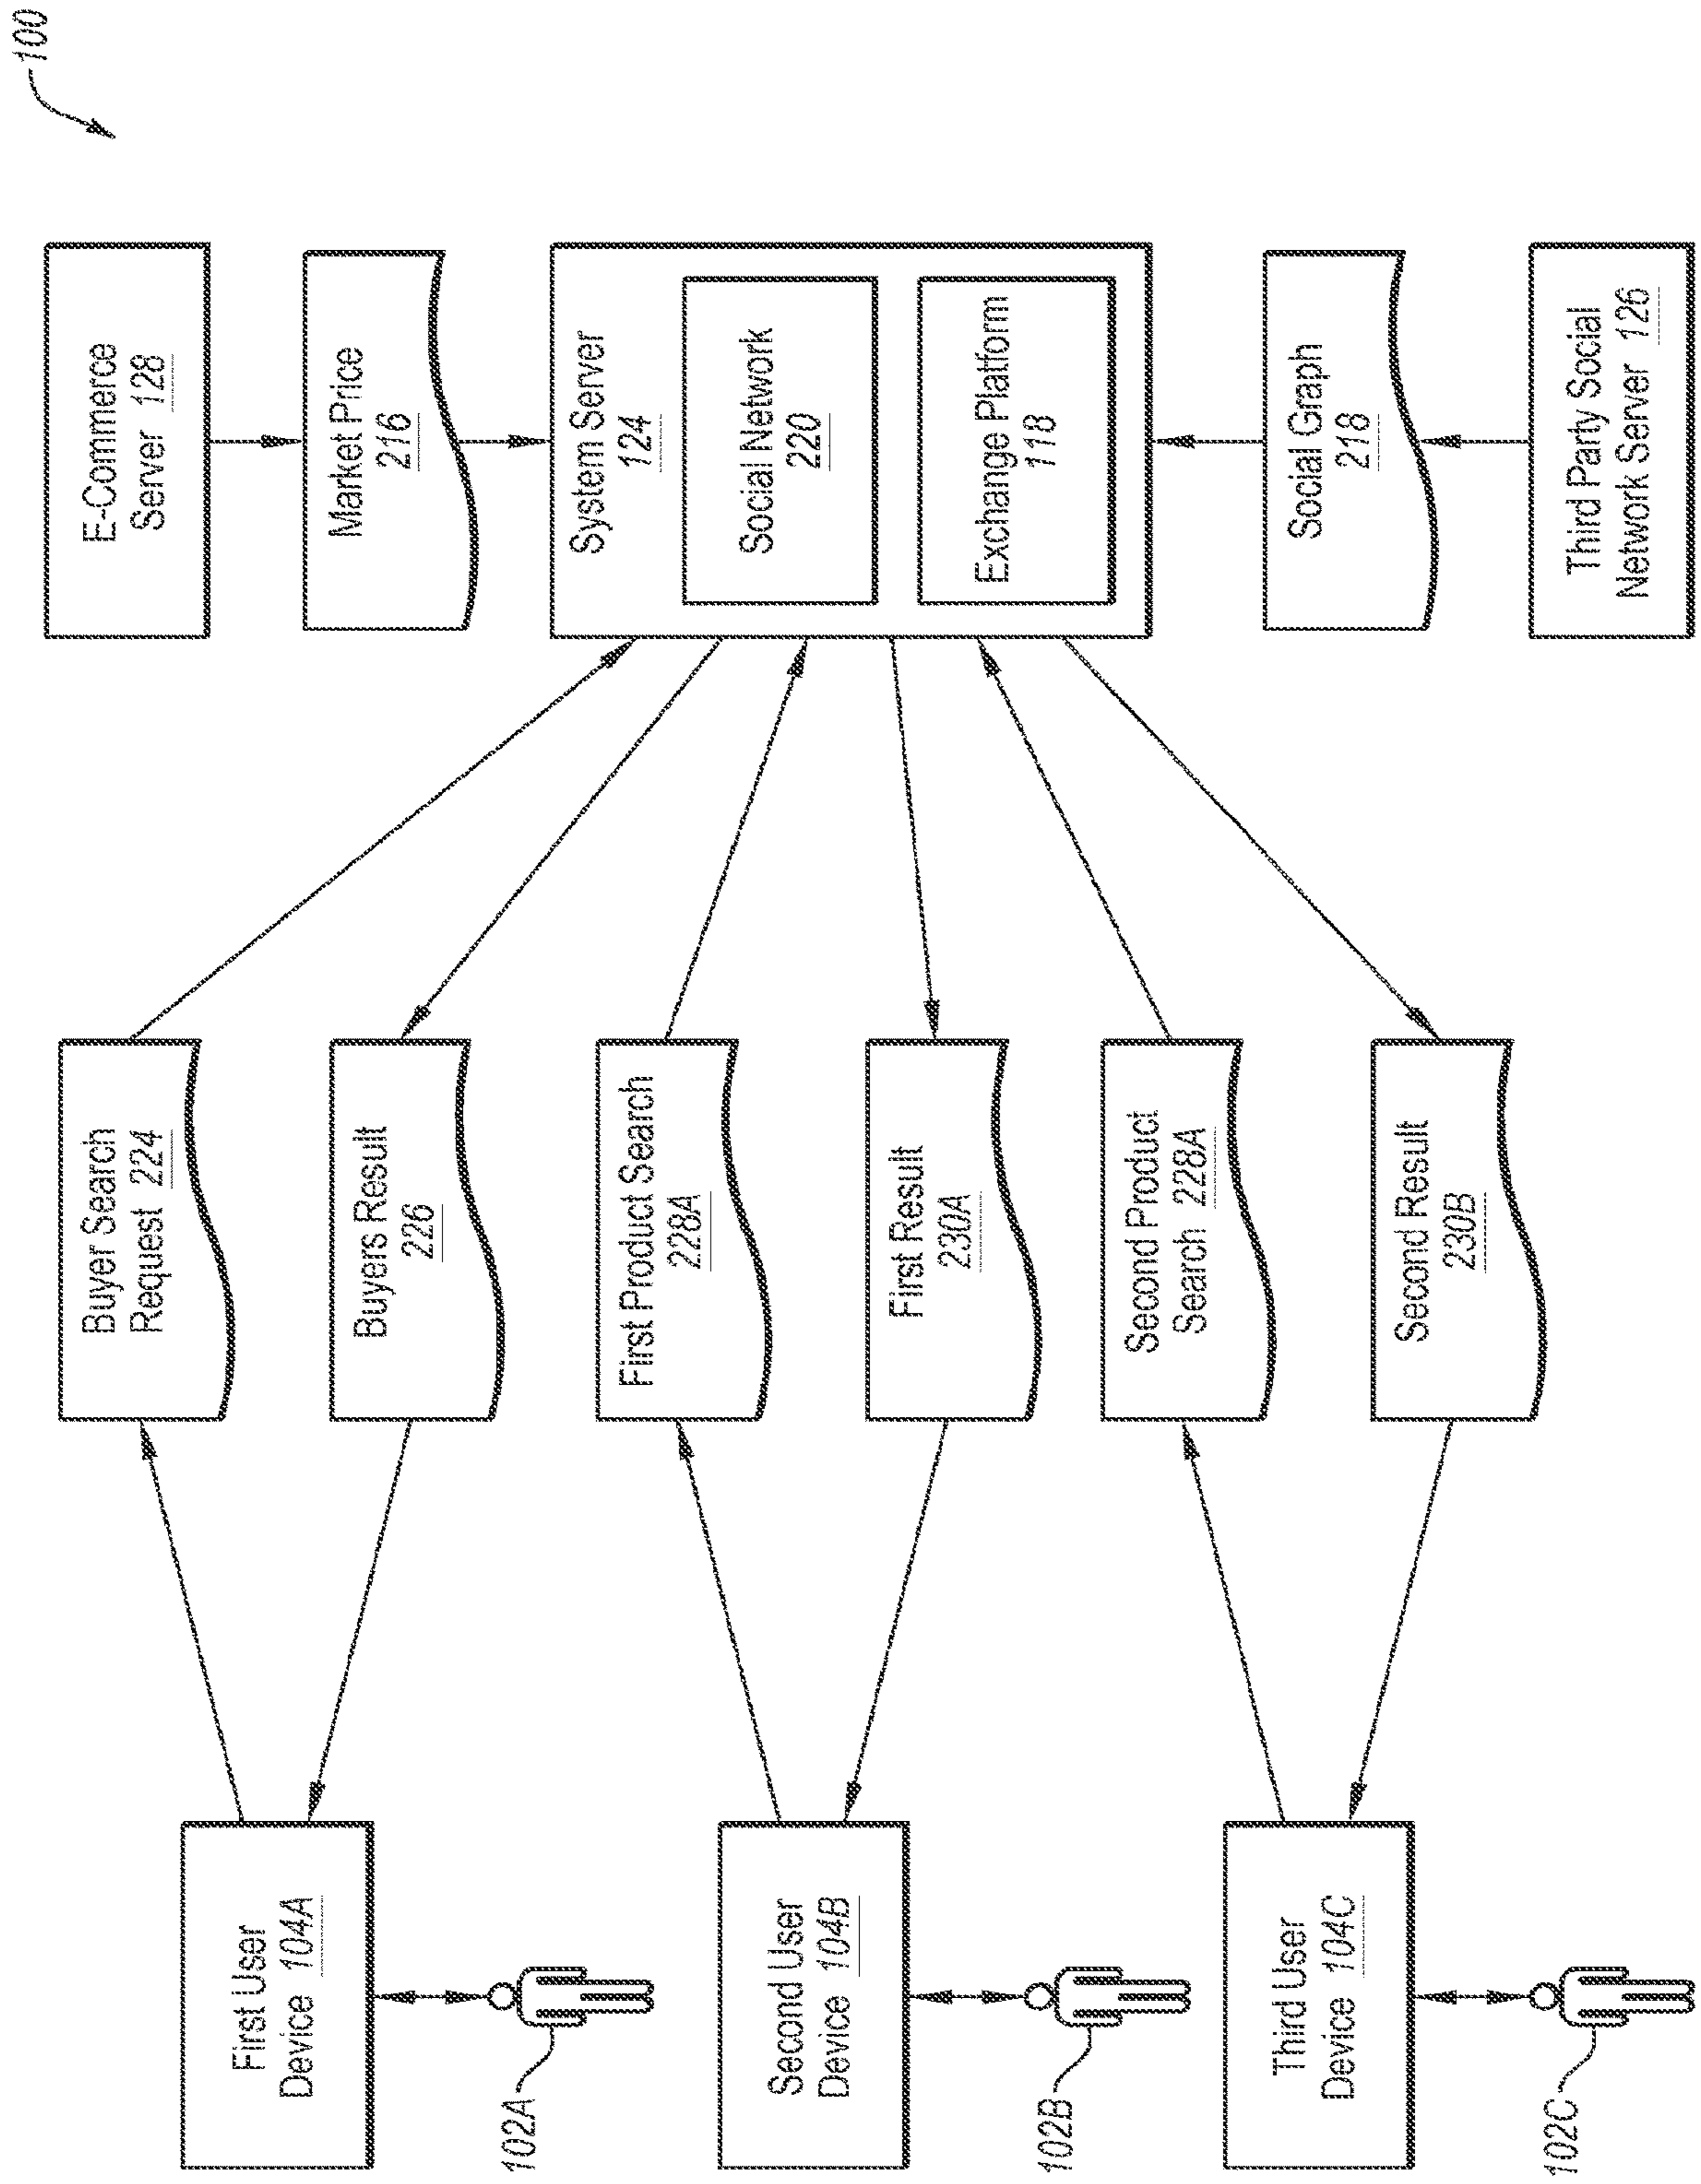 100
E-Commerce
Server 128
Market Price
216
System Server
124
Social Network
220
Exchange Platform
118
Social Graph
218
Third Party Social
Network Server 126
Buyer Search
Request 224
Buyers Result
226
First Product Search
228A
First Result
230A
Second Product
Search 228A
Second Result
230B
First User
Device 104A
102A
Second User
Device 104B
102B
Third User
Device 104C
102C